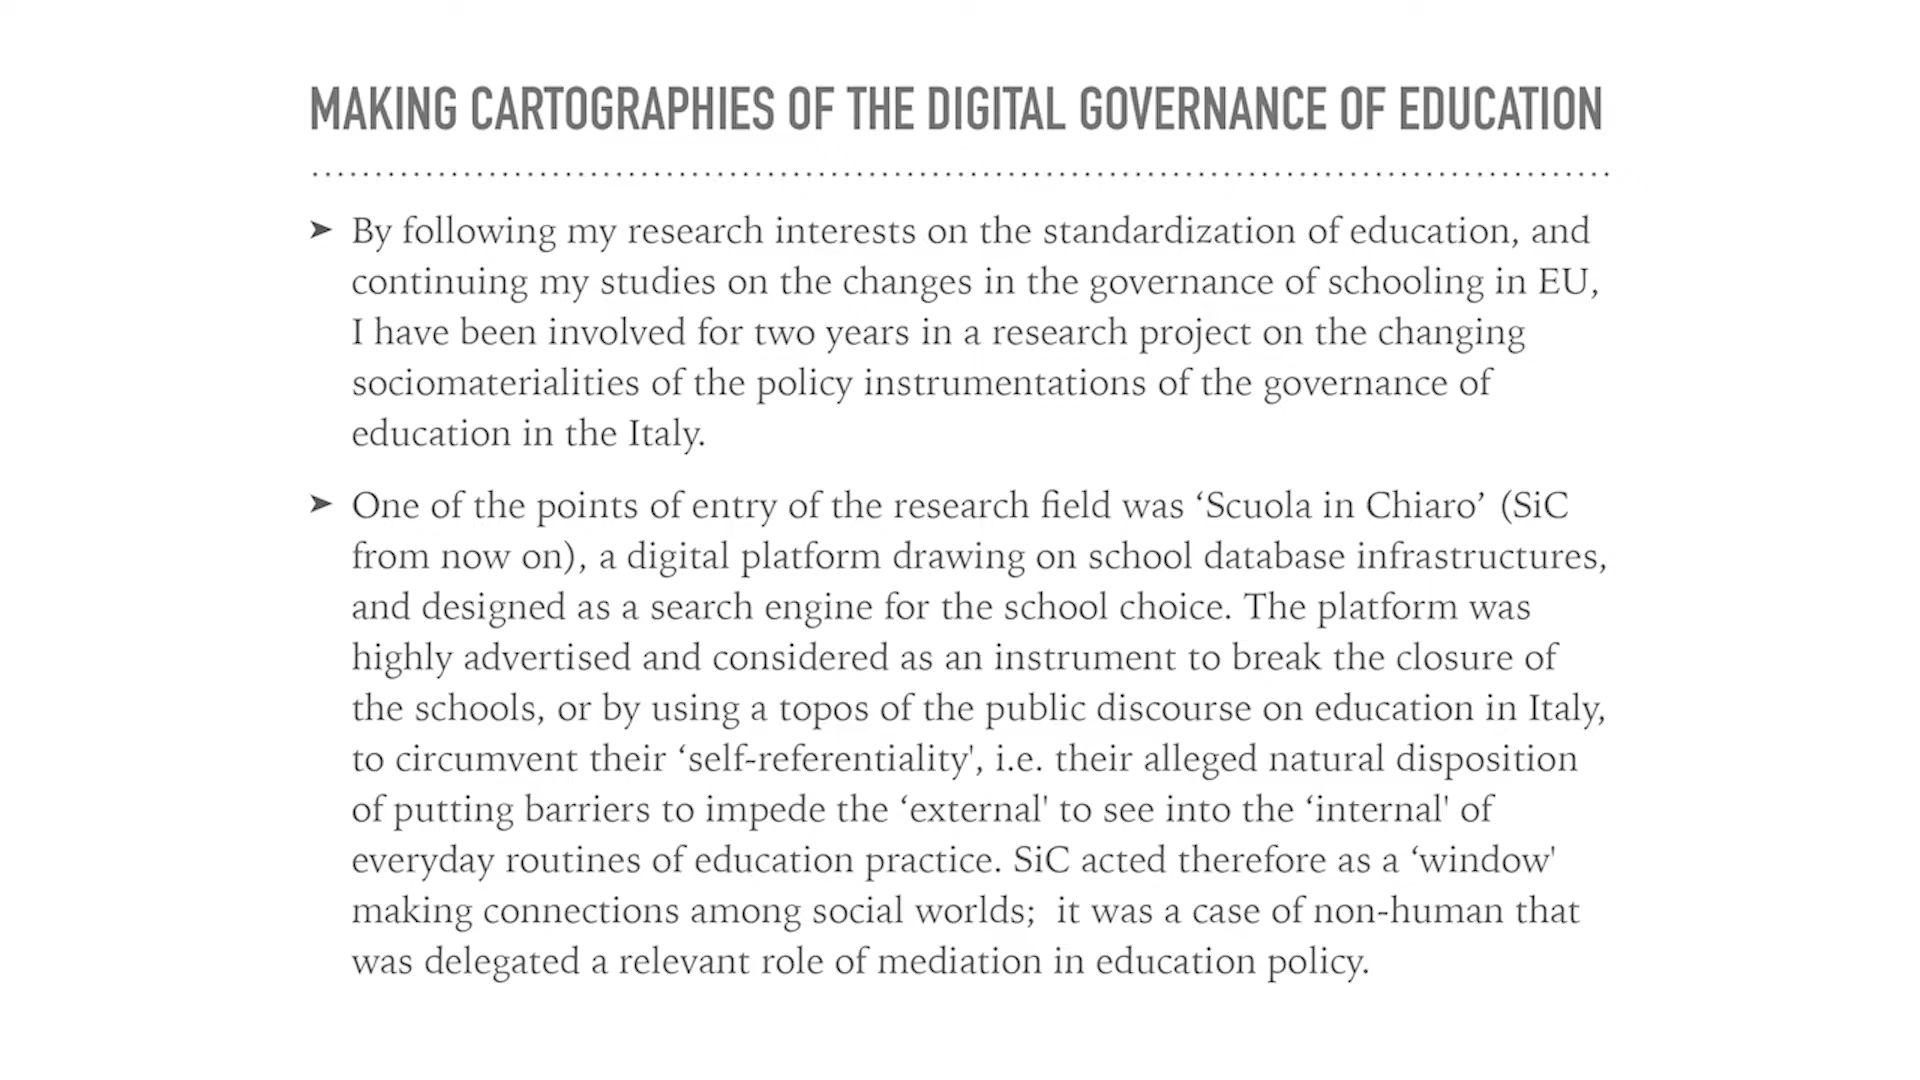 MAKING CARTOGRAPHIES OF THE DIGITAL GOVERNANCE OF EDUCATION
➤ By following my research interests on the standardization of education, and
continuing my studies on the changes in the governance of schooling in EU,
I have been involved for two years in a research project on the changing
sociomaterialities of the policy instrumentations of the governance of
education in the Italy.
➤ One of the points of entry of the research field was ‘Scuola in Chiaro’ (SiC
from now on), a digital platform drawing on school database infrastructures,
and designed as a search engine for the school choice. The platform was
highly advertised and considered as an instrument to break the closure of
the schools, or by using a topos of the public discourse on education in Italy,
to circumvent their ‘self-referentiality', i.e. their alleged natural disposition
of putting barriers to impede the ‘external' to see into the ‘internal' of
everyday routines of education practice. SiC acted therefore as a ‘window'
making connections among social worlds;  it was a case of non-human that
was delegated a relevant role of mediation in education policy.